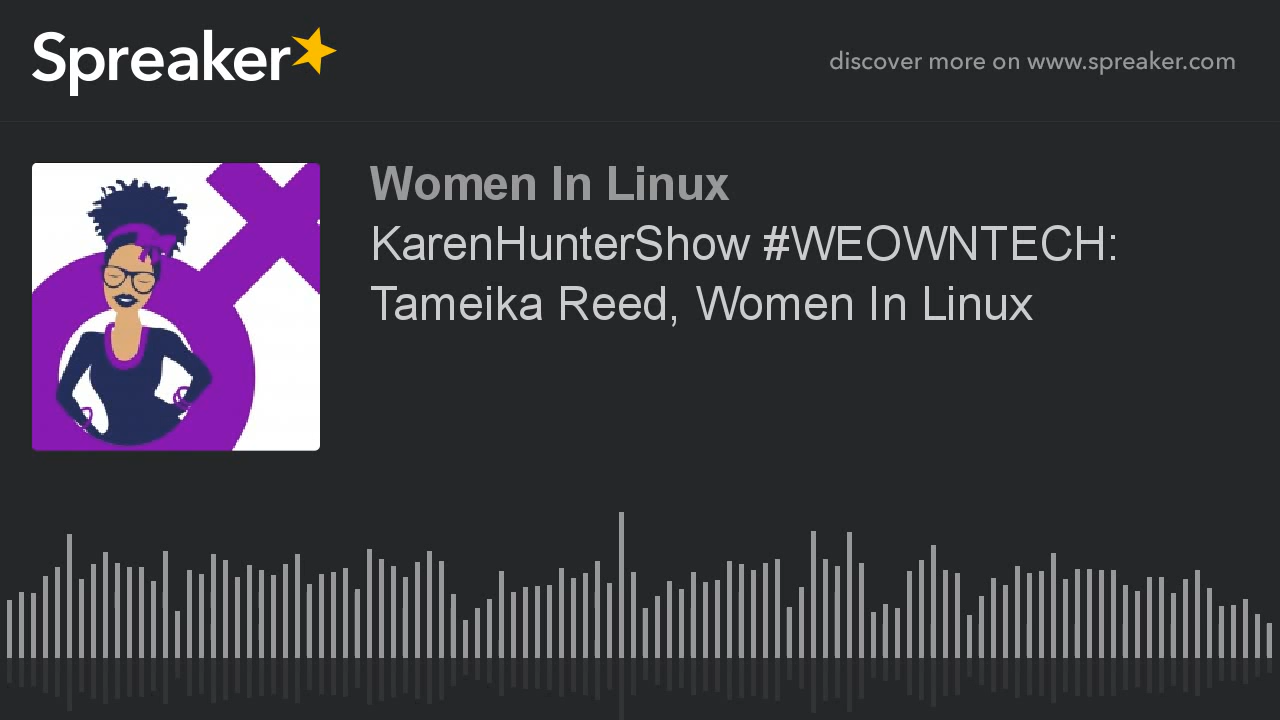 Spreaker
discover more on www.spreaker.com
Women In Linux
KarenHunterShow #WEOWNTECH:
Tameika Reed, Women In Linux